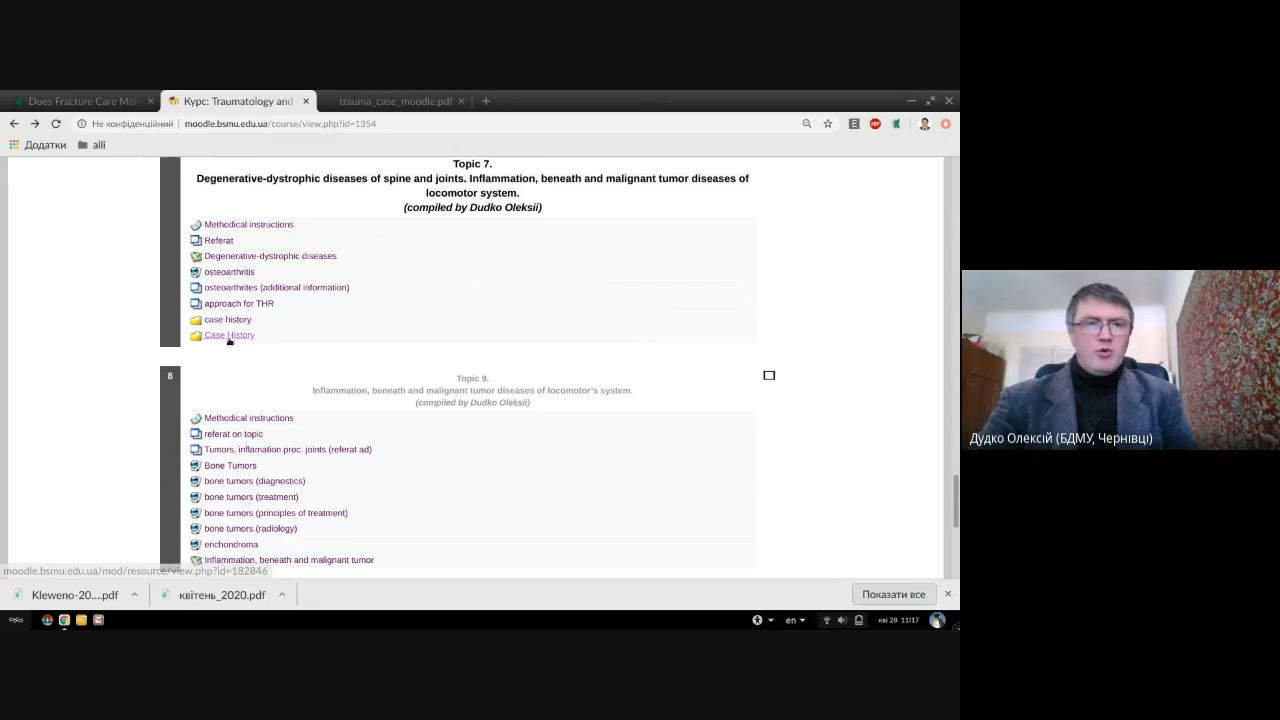 Does Fracture Care Mak
Курс: Traumatology and
trauma_case_moodle.pdf
Не конфіденційний
moodle.bsmu.edu.ua/course/view.php?id=1354
Додатки
alli
Topic 7.
Degenerative-dystrophic diseases of spine and joints. Inflammation, beneath and malignant tumor diseases of
locomotor system.
(compiled by Dudko Oleksii)
Methodical instructions
Referat
Degenerative-dystrophic diseases
osteoarthritis
osteoarthrites (additional information)
approach for THR
case history
Case History
8
Topic 9.
Inflammation, beneath and malignant tumor diseases of locomotor's system.
(compiled by Dudko Oleksii)
Methodical instructions
referat on topic
Tumors, inflamation proc. joints (referat ad)
Bone Tumors
bone tumors (diagnostics)
bone tumors (treatment)
bone tumors (principles of treatment)
bone tumors (radiology)
enchondroma
Inflammation, beneath and malignant tumor
moodle.bsmu.edu.ua/mod/resource/view.php?id=182846
Kleweno-20....pdf
квітень_2020.pdf
Показати все
en
кві 28 11:17
Дудко Олексій (БДМУ, Чернівці)